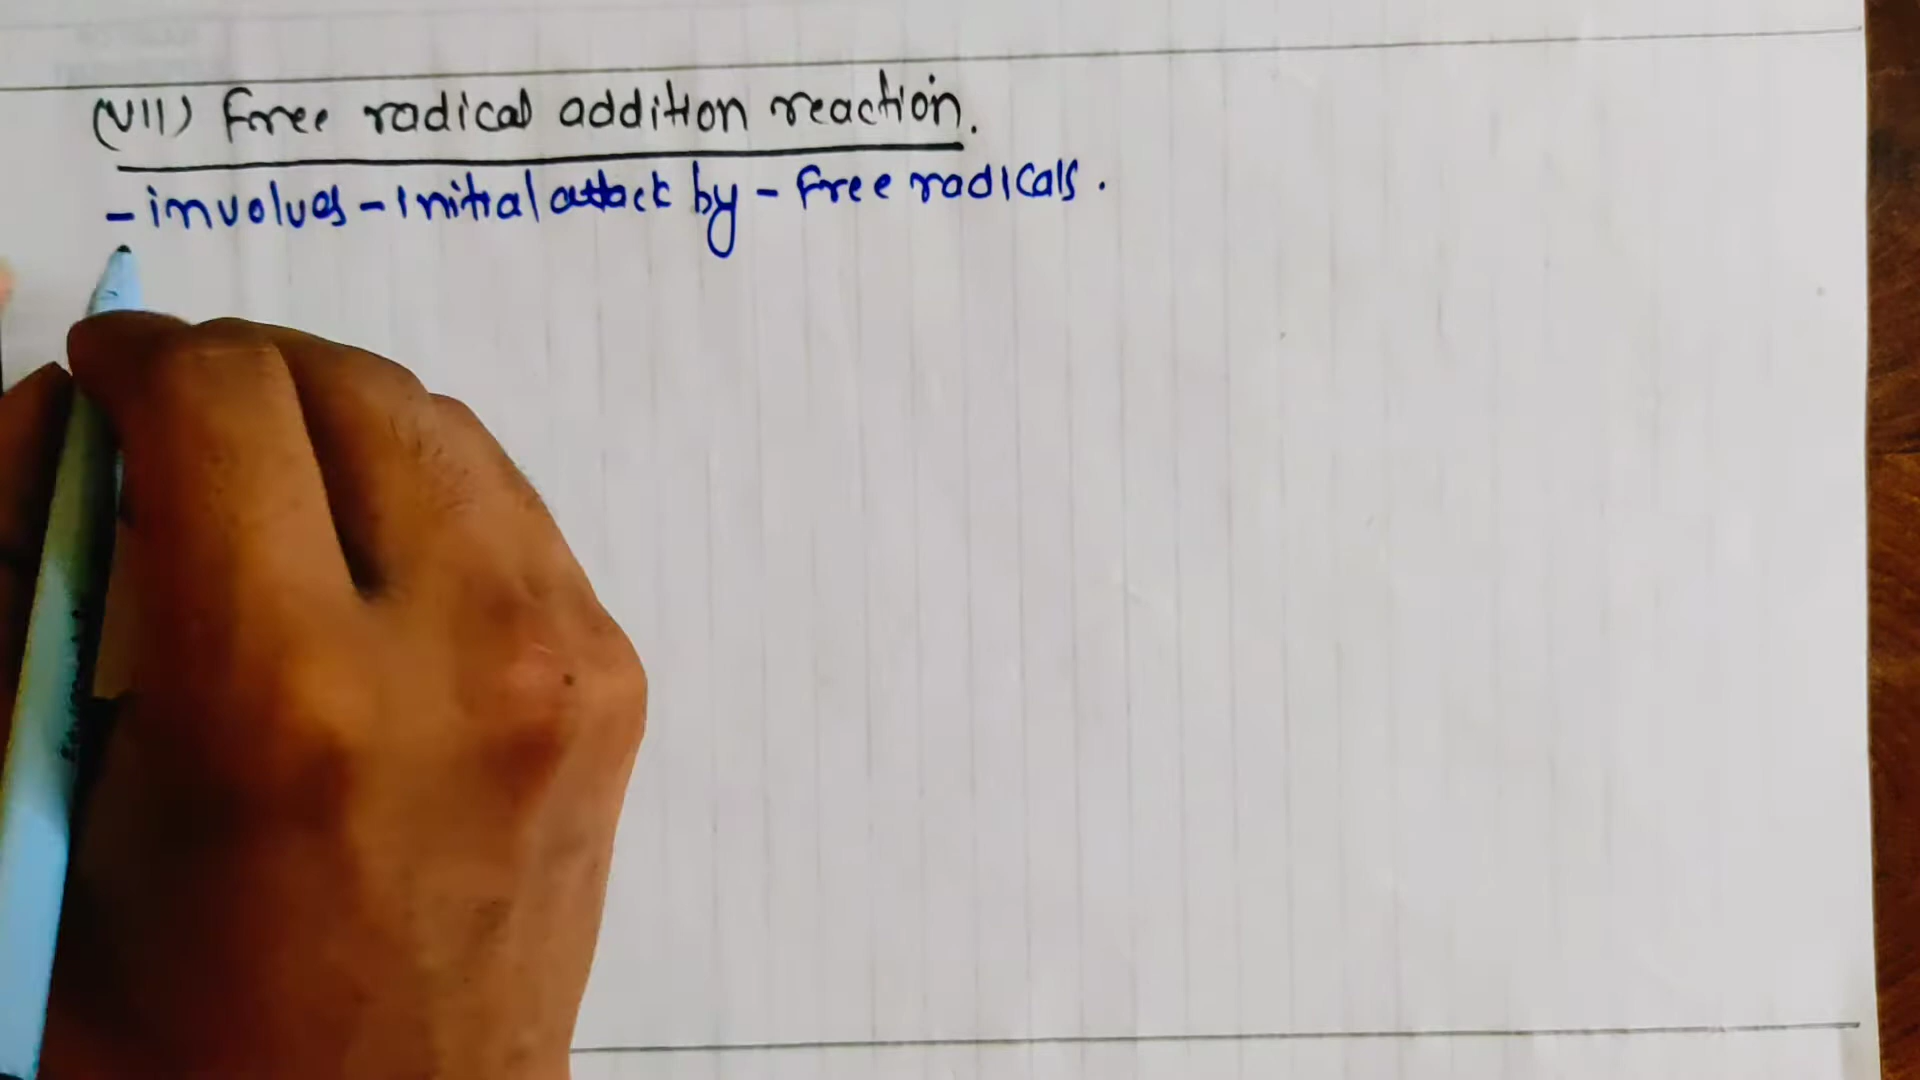 (VII) Free radical addition reaction.
- involves - Initial attack by - Free radicals.